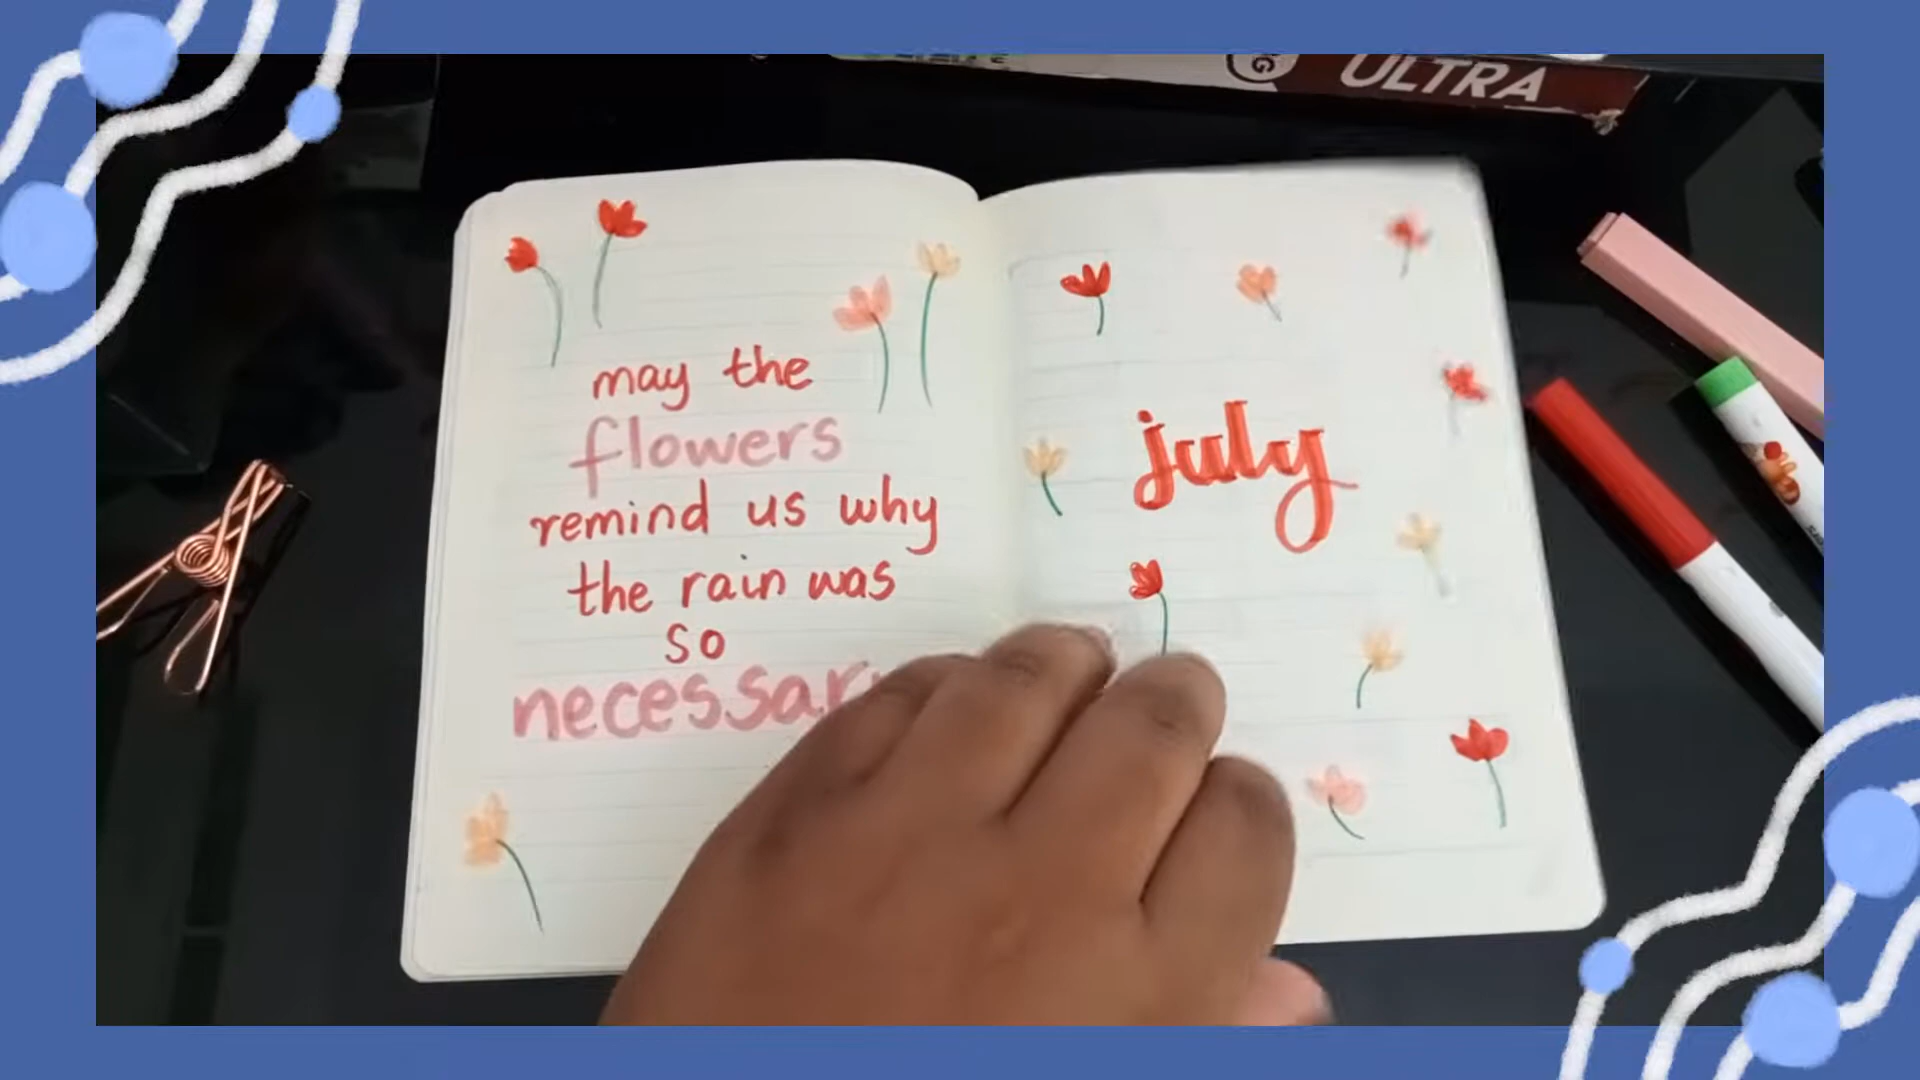 ULTRA
may the
flowers
remind us why
the rain was
so
july